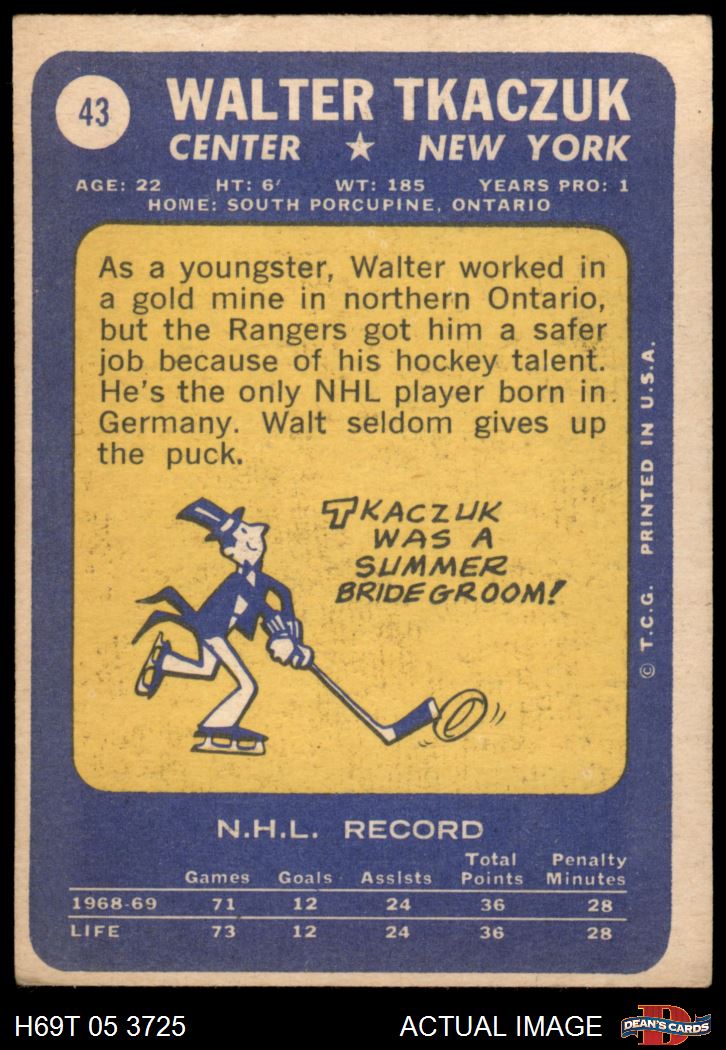 43
WALTER TKACZUK
CENTER ★ NEW YORK
AGE: 22 HT: 6' WT: 185 YEARS PRO: 1
HOME: SOUTH PORCUPINE, ONTARIO
As a youngster, Walter worked in
a gold mine in northern Ontario,
but the Rangers got him a safer
job because of his hockey talent.
He's the only NHL player born in
Germany. Walt seldom gives up
the puck.
TKACZUK
WAS A
SUMMER
BRIDEGROOM!
© T.C.G. PRINTED IN U.S.A.
N.H.L. RECORD
Games Goals Assists Total Points Penalty Minutes
1968-69 71 12 24 36 28
LIFE 73 12 24 36 28
H69T 05 3725 ACTUAL IMAGE
D
DEAN'S CARDS